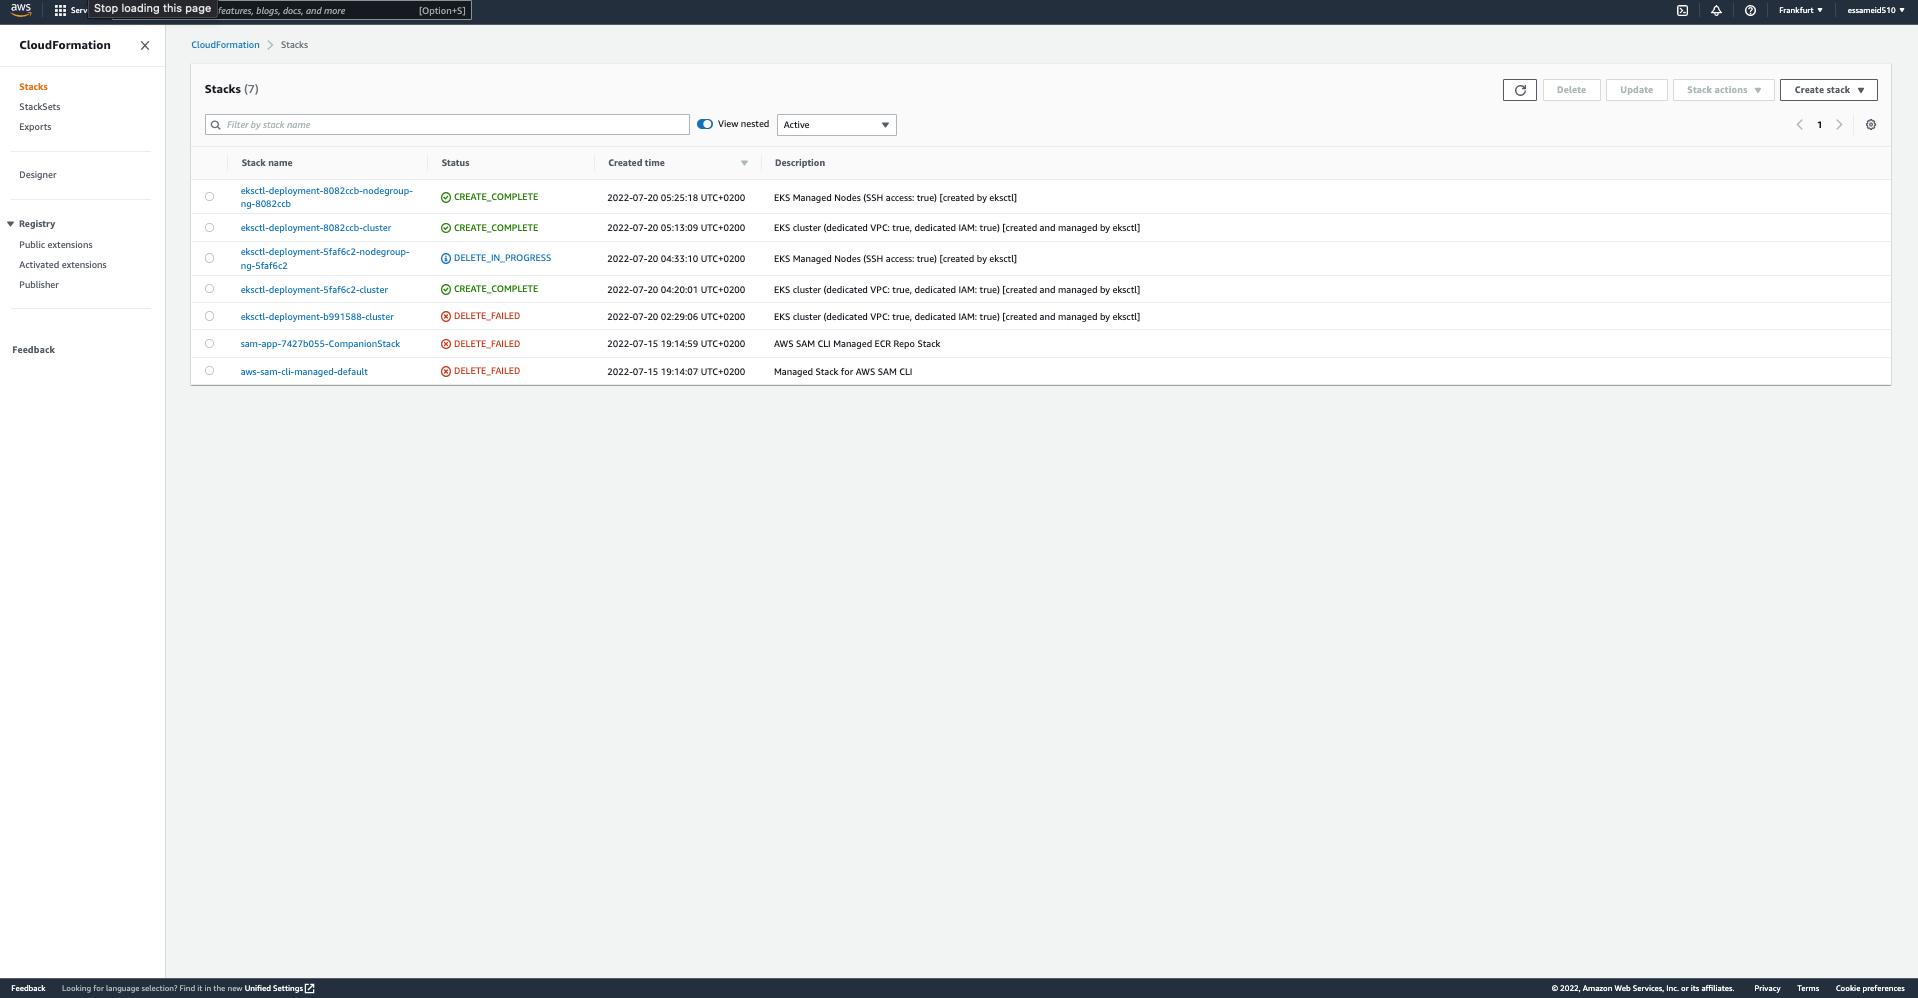 aws
Serv
Stop loading this page
features, blogs, docs, and more
[Option+S]
Frankfurt
essameid510
CloudFormation
Stacks
StackSets
Exports
Designer
Registry
Public extensions
Activated extensions
Publisher
Feedback
CloudFormation
Stacks
Stacks (7)
Delete
Update
Stack actions
Create stack
Filter by stack name
View nested
Active
1
Stack name
Status
Created time
Description
eksctl-deployment-8082ccb-nodegroup-
ng-8082ccb
CREATE_COMPLETE
2022-07-20 05:25:18 UTC+0200
EKS Managed Nodes (SSH access: true) [created by eksctl]
eksctl-deployment-8082ccb-cluster
CREATE_COMPLETE
2022-07-20 05:13:09 UTC+0200
EKS cluster (dedicated VPC: true, dedicated IAM: true) [created and managed by eksctl]
eksctl-deployment-5faf6c2-nodegroup-
ng-5faf6c2
DELETE_IN_PROGRESS
2022-07-20 04:33:10 UTC+0200
EKS Managed Nodes (SSH access: true) [created by eksctl]
eksctl-deployment-5faf6c2-cluster
CREATE_COMPLETE
2022-07-20 04:20:01 UTC+0200
EKS cluster (dedicated VPC: true, dedicated IAM: true) [created and managed by eksctl]
eksctl-deployment-b991588-cluster
DELETE_FAILED
2022-07-20 02:29:06 UTC+0200
EKS cluster (dedicated VPC: true, dedicated IAM: true) [created and managed by eksctl]
sam-app-7427b055-CompanionStack
DELETE_FAILED
2022-07-15 19:14:59 UTC+0200
AWS SAM CLI Managed ECR Repo Stack
aws-sam-cli-managed-default
DELETE_FAILED
2022-07-15 19:14:07 UTC+0200
Managed Stack for AWS SAM CLI
Feedback
Looking for language selection? Find it in the new Unified Settings
© 2022, Amazon Web Services, Inc. or its affiliates.
Privacy
Terms
Cookie preferences